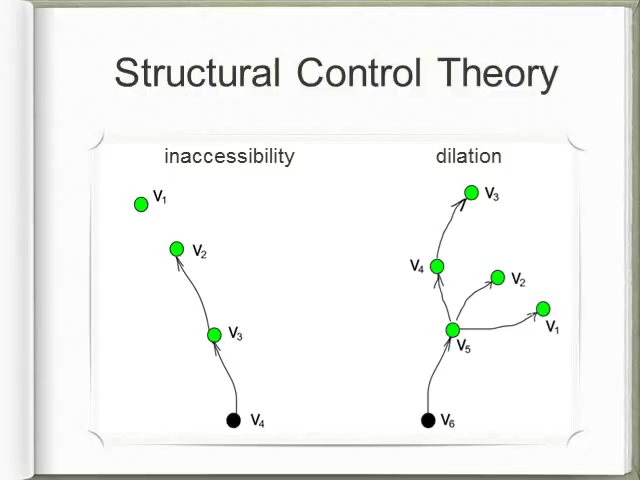 Structural Control Theory
inaccessibility
V1
V2
V3
V4
dilation
V3
V4
V2
V1
V5
V6